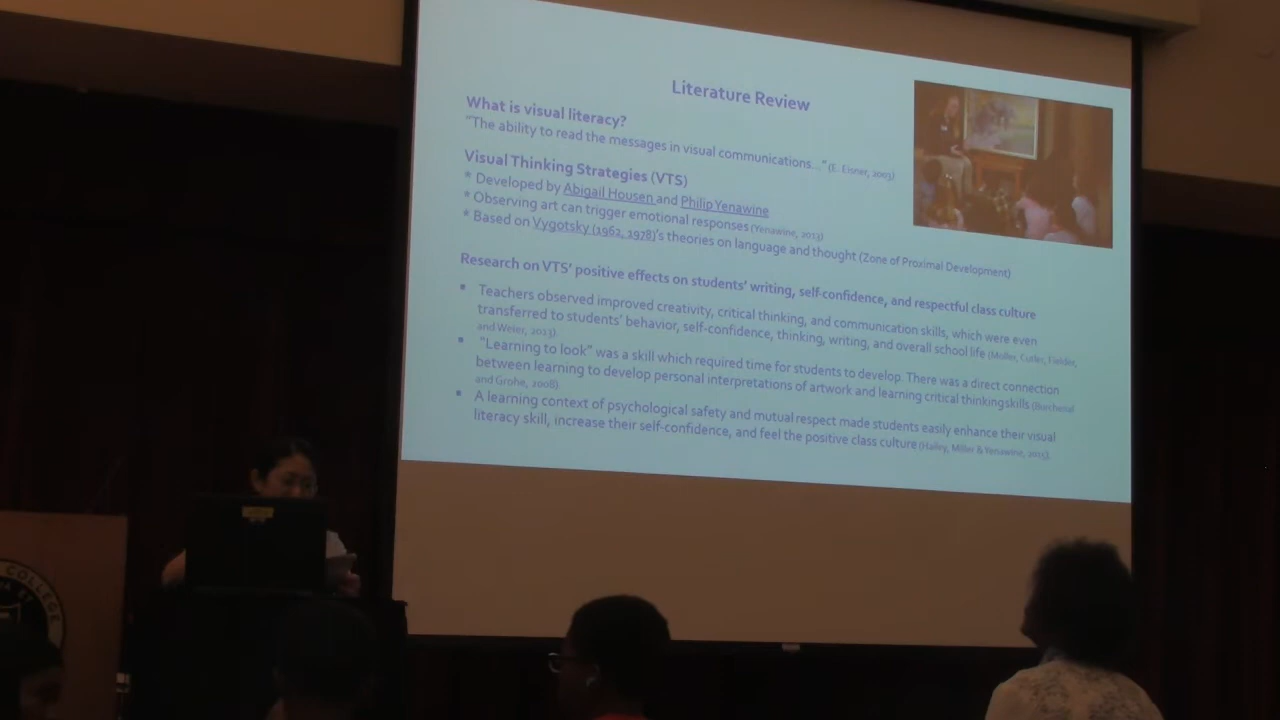 Literature Review
What is visual literacy?
"The ability to read the messages in visual communications..." (E. Eisner, 2003)
Visual Thinking Strategies (VTS)
* Developed by Abigail Housen and Philip Yenawine
* Observing art can trigger emotional responses (Yenawine, 2013)
* Based on Vygotsky (1962, 1978)'s theories on language and thought (Zone of Proximal Development)
Research on VTS' positive effects on students' writing, self-confidence, and respectful class culture
▪ Teachers observed improved creativity, critical thinking, and communication skills, which were even
transferred to students' behavior, self-confidence, thinking, writing, and overall school life (Moller, Cutler, Fiedler,
and Weier, 2013).
▪ "Learning to look" was a skill which required time for students to develop. There was a direct connection
between learning to develop personal interpretations of artwork and learning critical thinking skills
and Grohe, 2008).
▪ A learning context of psychological safety and mutual respect made students easily enhance their visual
literacy skill, increase their self-confidence, and feel the positive class culture (Hailey, Miller & Yenawine, 2015).
COLLEGE